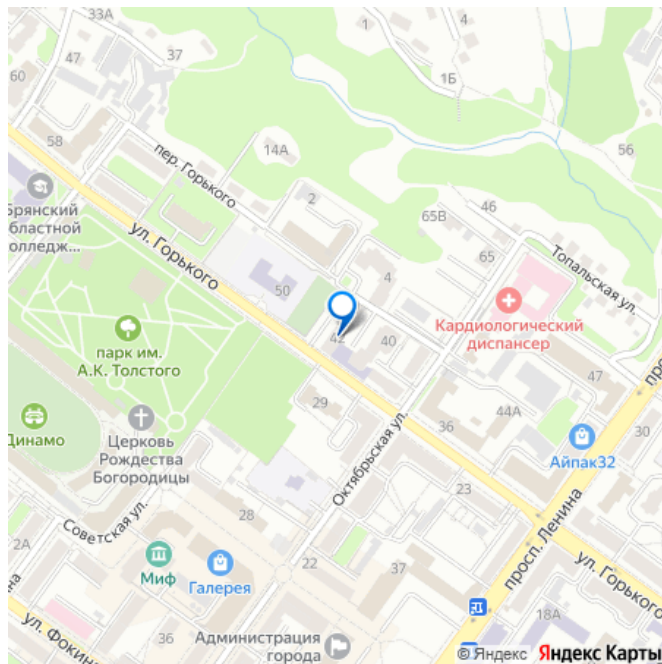 33А
4
1
47
37
60
1Б
58
14А
56
пер. Горького
2
65В
46
Брянский
областной
колледж...
ул. Горького
65
Топальская ул.
4
50
Кардиологический
диспансер
парк им.
А.К. Толстого
42
40
47
29
44А
36
30
Динамо
Церковь
Рождества
Богородицы
Октябрьская ул.
Айпак32
23
просп. Ленина
Советская ул.
28
2А
22
ул. Горького
Миф
Галерея
37
18А
ул. Фокина
36
Администрация
города
© Яндекс Яндекс Карты